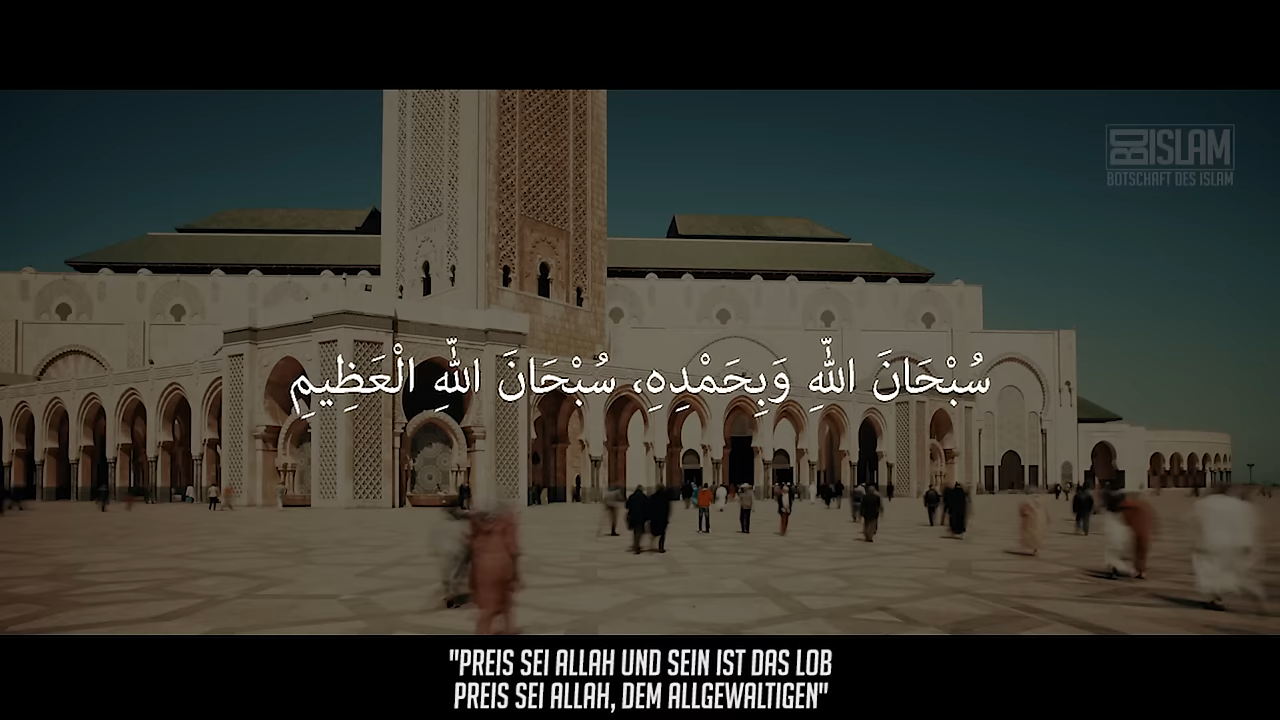 BDISLAM
BOTSCHAFT DES ISLAM
سُبْحَانَ اللَّهِ وَبِحَمْدِهِ، سُبْحَانَ اللَّهِ الْعَظِيمِ
"PREIS SEI ALLAH UND SEIN IST DAS LOB
PREIS SEI ALLAH, DEM ALLGEWALTIGEN"